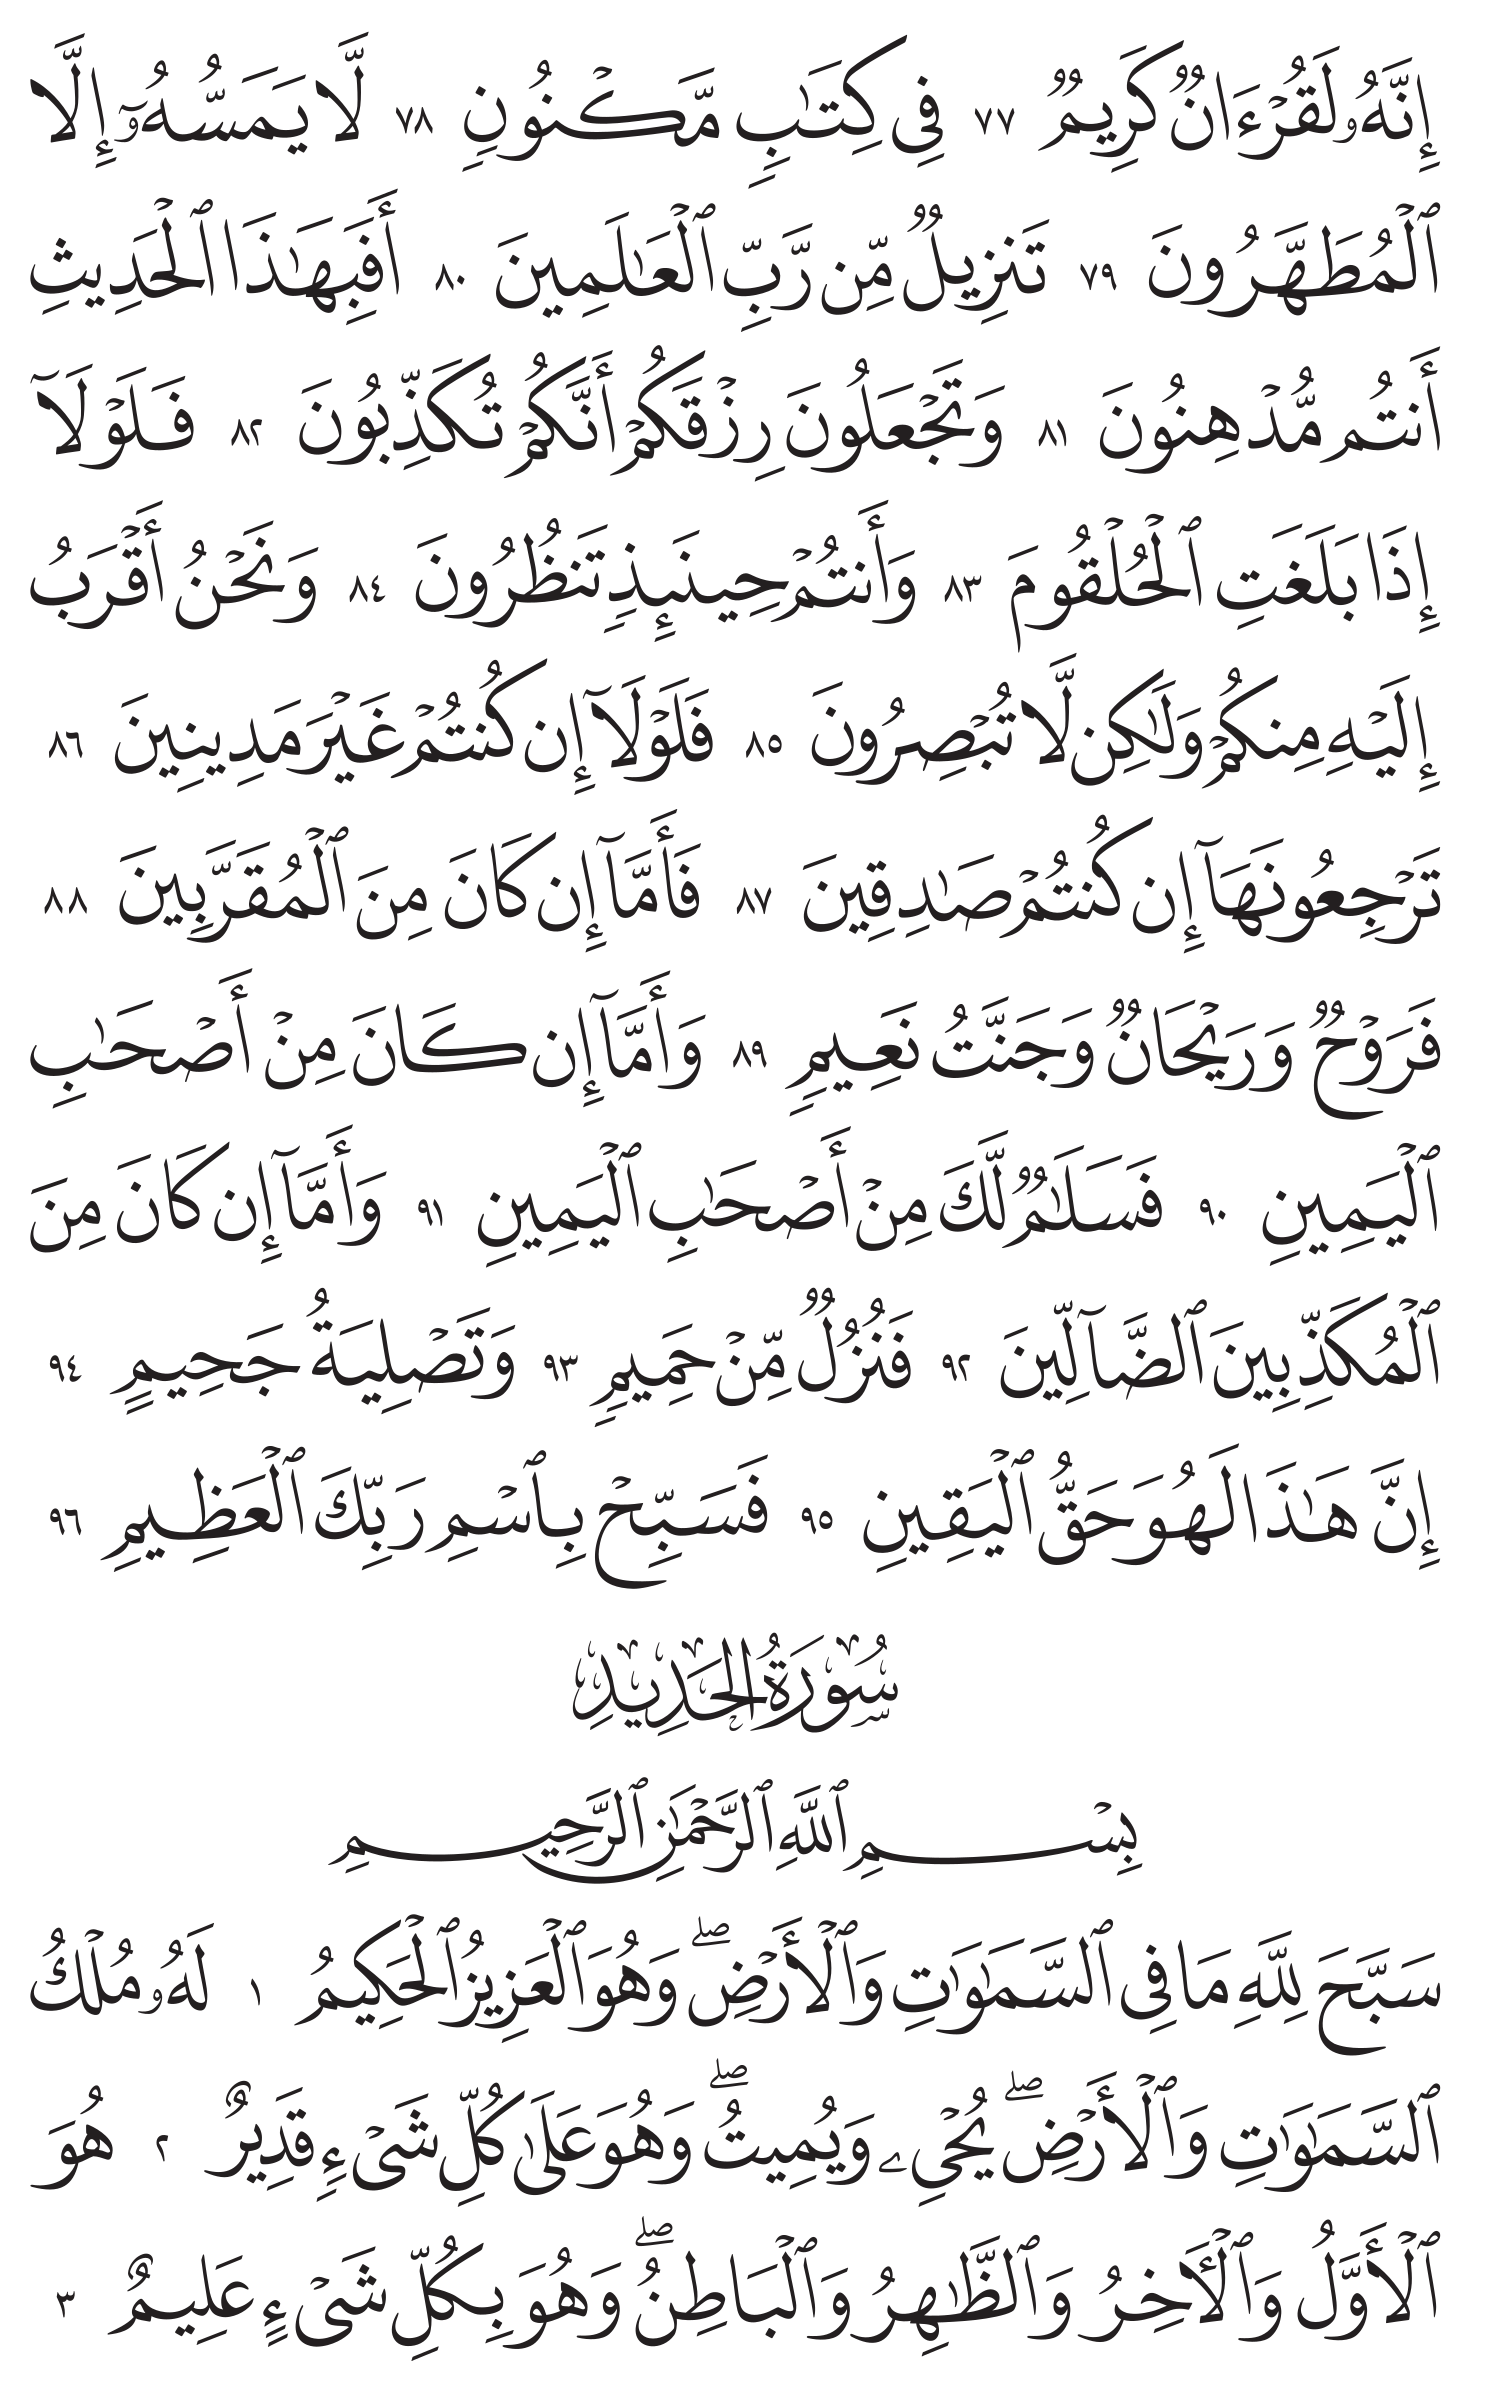 إِنَّهُۥ لَقُرْءَانٌۭ كَرِيمٌۭ ٧٧ فِى كِتَـٰبٍۢ مَّكْنُونٍۢ ٧٨ لَّا يَمَسُّهُۥٓ إِلَّا
ٱلْمُطَهَّرُونَ ٧٩ تَنزِيلٌۭ مِّن رَّبِّ ٱلْعَـٰلَمِينَ ٨٠ أَفَبِهَـٰذَا ٱلْحَدِيثِ
أَنتُم مُّدْهِنُونَ ٨١ وَتَجْعَلُونَ رِزْقَكُمْ أَنَّكُمْ تُكَذِّبُونَ ٨٢ فَلَوْلَآ
إِذَا بَلَغَتِ ٱلْحُلْقُومَ ٨٣ وَأَنتُمْ حِينَئِذٍۢ تَنظُرُونَ ٨٤ وَنَحْنُ أَقْرَبُ
إِلَيْهِ مِنكُمْ وَلَـٰكِن لَّا تُبْصِرُونَ ٨٥ فَلَوْلَآ إِن كُنتُمْ غَيْرَ مَدِينِينَ ٨٦
تَرْجِعُونَهَآ إِن كُنتُمْ صَـٰدِقِينَ ٨٧ فَأَمَّآ إِن كَانَ مِنَ ٱلْمُقَرَّبِينَ ٨٨
فَرَوْحٌۭ وَرَيْحَانٌۭ وَجَنَّتُ نَعِيمٍۢ ٨٩ وَأَمَّآ إِن كَانَ مِنْ أَصْحَـٰبِ
ٱلْيَمِينِ ٩٠ فَسَلَـٰمٌۭ لَّكَ مِنْ أَصْحَـٰبِ ٱلْيَمِينِ ٩١ وَأَمَّآ إِن كَانَ مِنَ
ٱلْمُكَذِّبِينَ ٱلضَّآلِّينَ ٩٢ فَنُزُلٌۭ مِّنْ حَمِيمٍۢ ٩٣ وَتَصْلِيَةُ جَحِيمٍ ٩٤
إِنَّ هَـٰذَا لَهُوَ حَقُّ ٱلْيَقِينِ ٩٥ فَسَبِّحْ بِٱسْمِ رَبِّكَ ٱلْعَظِيمِ ٩٦
سُورَةُ الحَدِيدِ
بِسْمِ ٱللَّهِ ٱلرَّحْمَـٰنِ ٱلرَّحِيمِ
سَبَّحَ لِلَّهِ مَا فِى ٱلسَّمَـٰوَٰتِ وَٱلْأَرْضِ ۖ وَهُوَ ٱلْعَزِيزُ ٱلْحَكِيمُ ١ لَهُۥ مُلْكُ
ٱلسَّمَـٰوَٰتِ وَٱلْأَرْضِ ۖ يُحْىِۦ وَيُمِيتُ ۖ وَهُوَ عَلَىٰ كُلِّ شَىْءٍۢ قَدِيرٌ ٢ هُوَ
ٱلْأَوَّلُ وَٱلْـَٔاخِرُ وَٱلظَّـٰهِرُ وَٱلْبَاطِنُ ۖ وَهُوَ بِكُلِّ شَىْءٍ عَلِيمٌ ٣